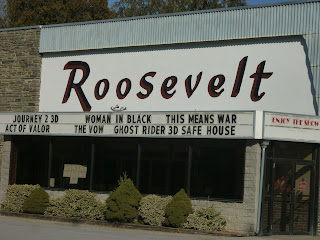 Roosevelt
JOURNEY 2 3D WOMAN IN BLACK THIS MEANS WAR
ACT OF VALOR THE VOW GHOST RIDER 3D SAFE HOUSE
ENJOY THE SHOW